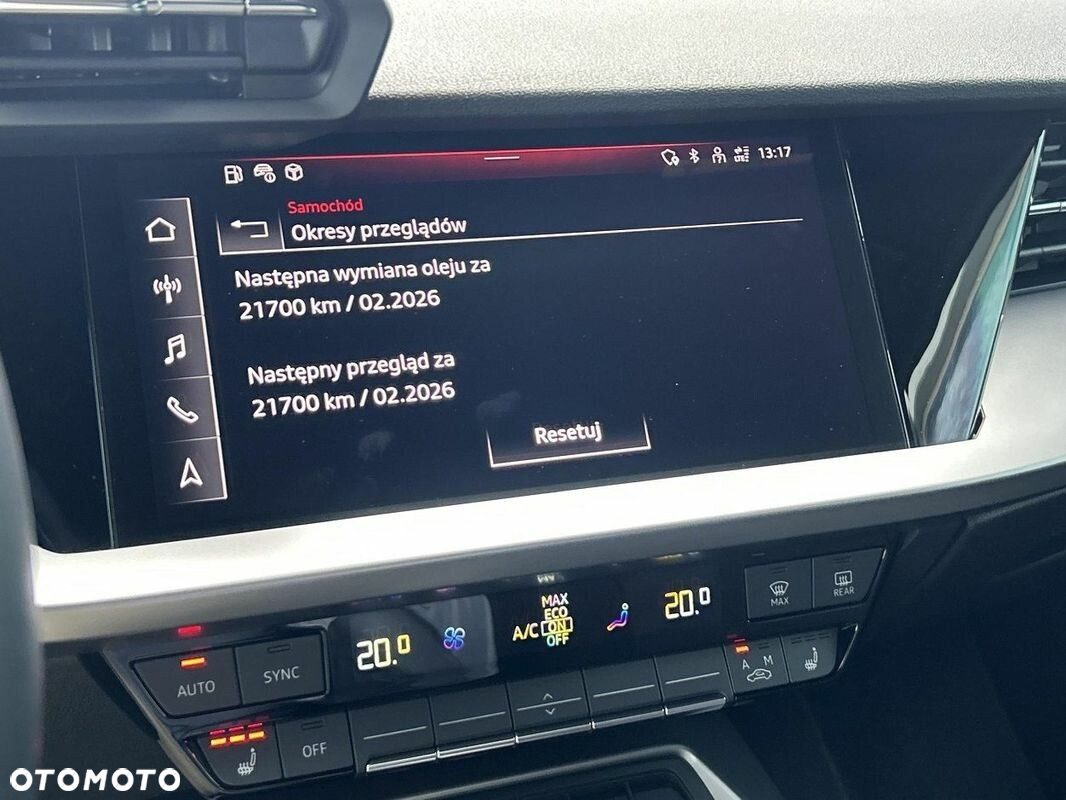 LTE
13:17
Samochód
Okresy przeglądów
Następna wymiana oleju za
21700 km / 02.2026
Następny przegląd za
21700 km / 02.2026
Resetuj
MAX
REAR
20.0
A/C
MAX
ECO
ON
OFF
20.0
AUTO
SYNC
OFF
A M
OTOMOTO